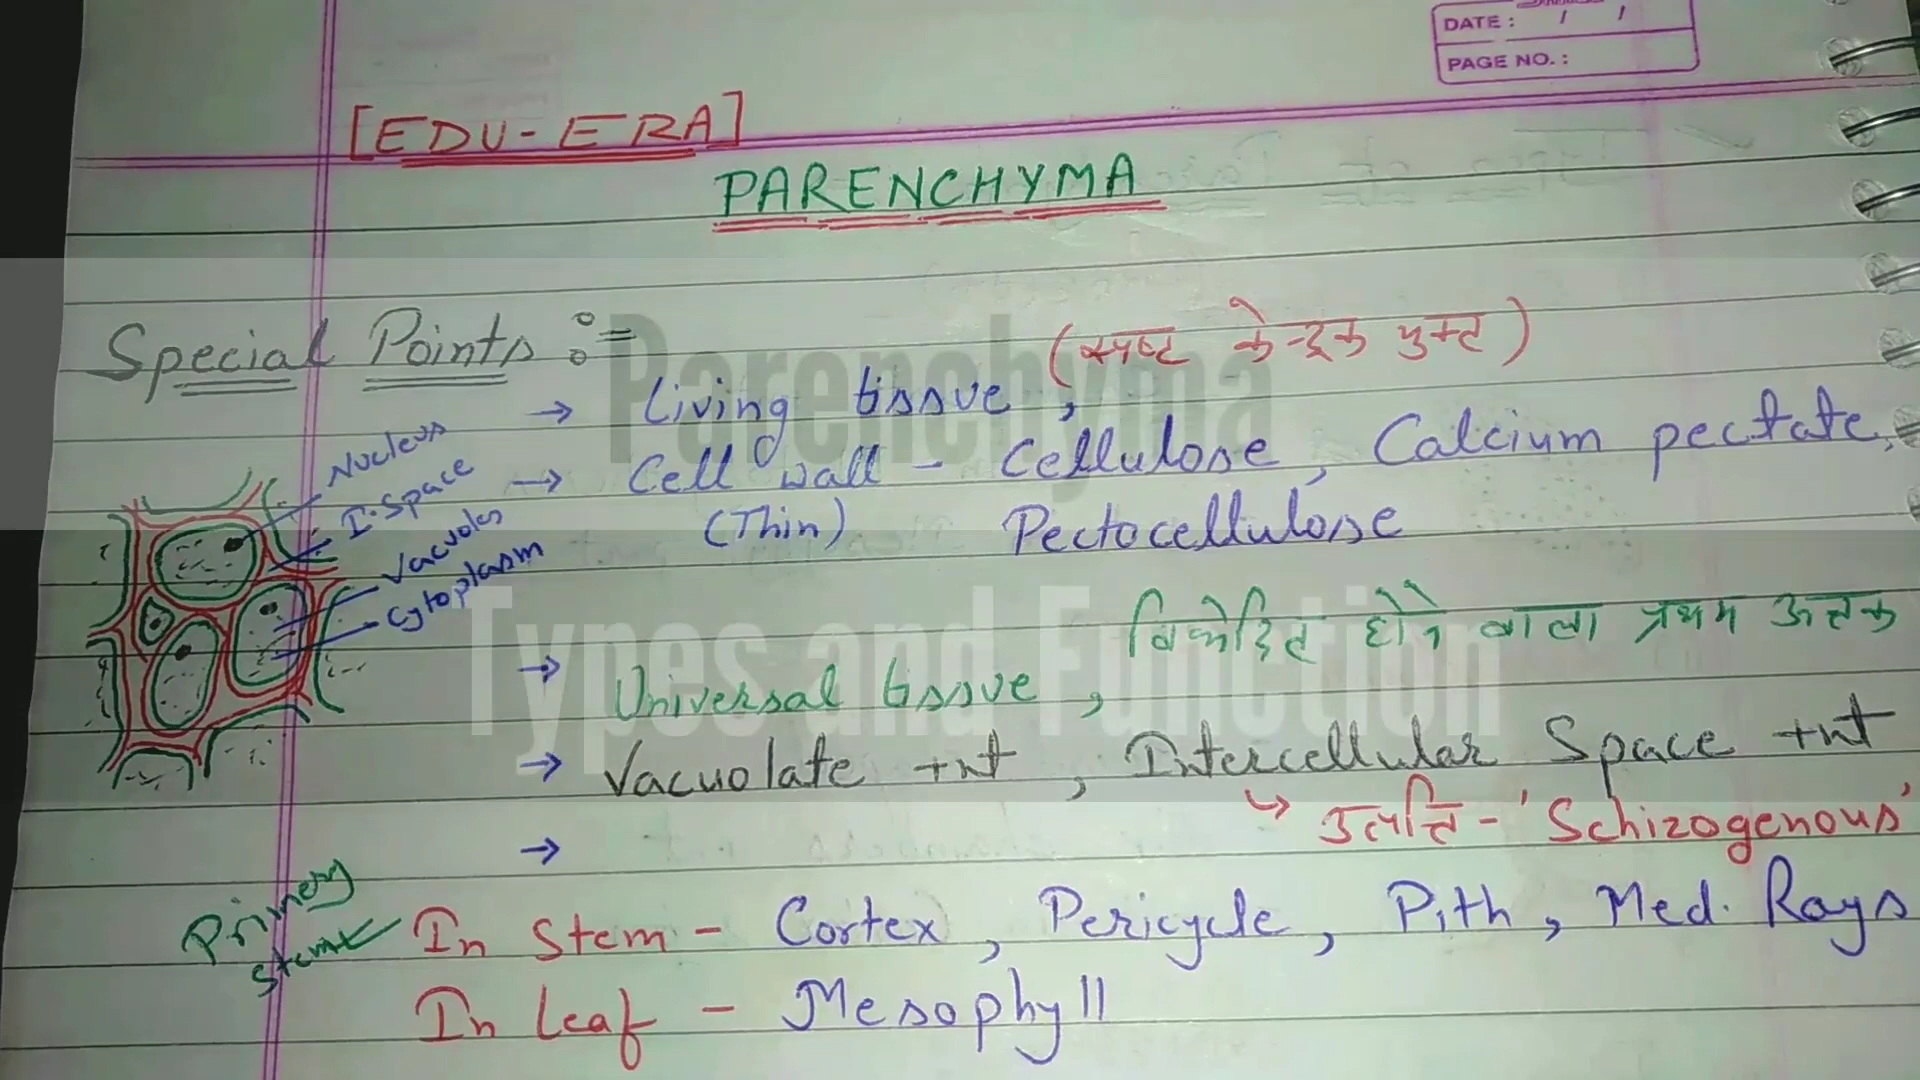 DATE : / /
PAGE NO. :
[EDU-ERA]
PARENCHYMA
Special Points :=
(स्पष्ट केन्द्रक युक्त)
→ Living tissue,
→ Cell wall - Cellulose, Calcium pectate,
(Thin) Pectocellulose
Nucleus
I.Space
Vacuoles
Cytoplasm
विकोदित होने वाला प्रथम ऊतक
→ Universal tissue,
→ Vacuolate +nt, Intercellular Space +nt
↳ उत्पत्ति - 'Schizogenous'
→
Primery
Stem
In Stem - Cortex, Pericycle, Pith, Med. Rays
In Leaf - Mesophyll
Parenchyma
Types and Function